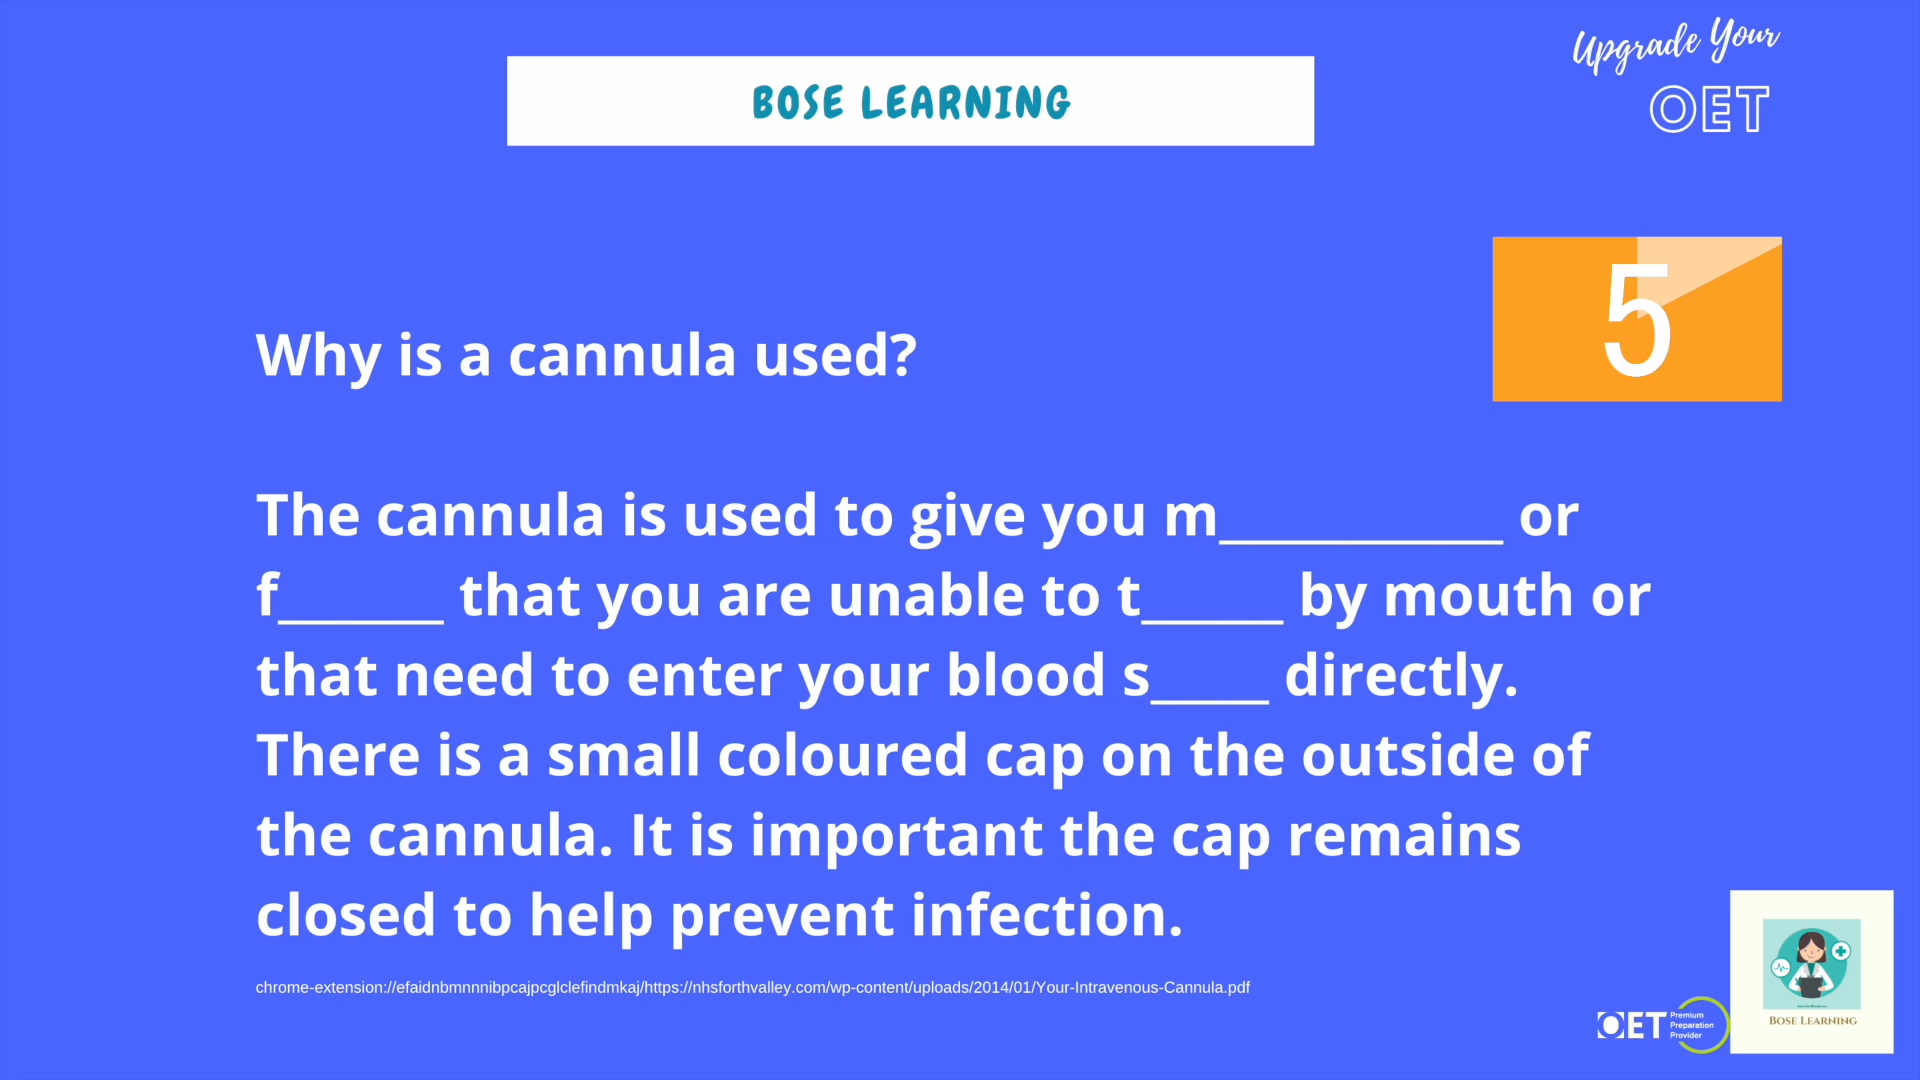 Upgrade Your
OET
BOSE LEARNING
5
Why is a cannula used?
The cannula is used to give you m____________ or
f_______ that you are unable to t______ by mouth or
that need to enter your blood s_____ directly.
There is a small coloured cap on the outside of
the cannula. It is important the cap remains
closed to help prevent infection.
chrome-extension://efaidnbmnnnibpcajpcglclefindmkaj/https://nhsforthvalley.com/wp-content/uploads/2014/01/Your-Intravenous-Cannula.pdf
OET Premium
Preparation
Provider
BOSE LEARNING